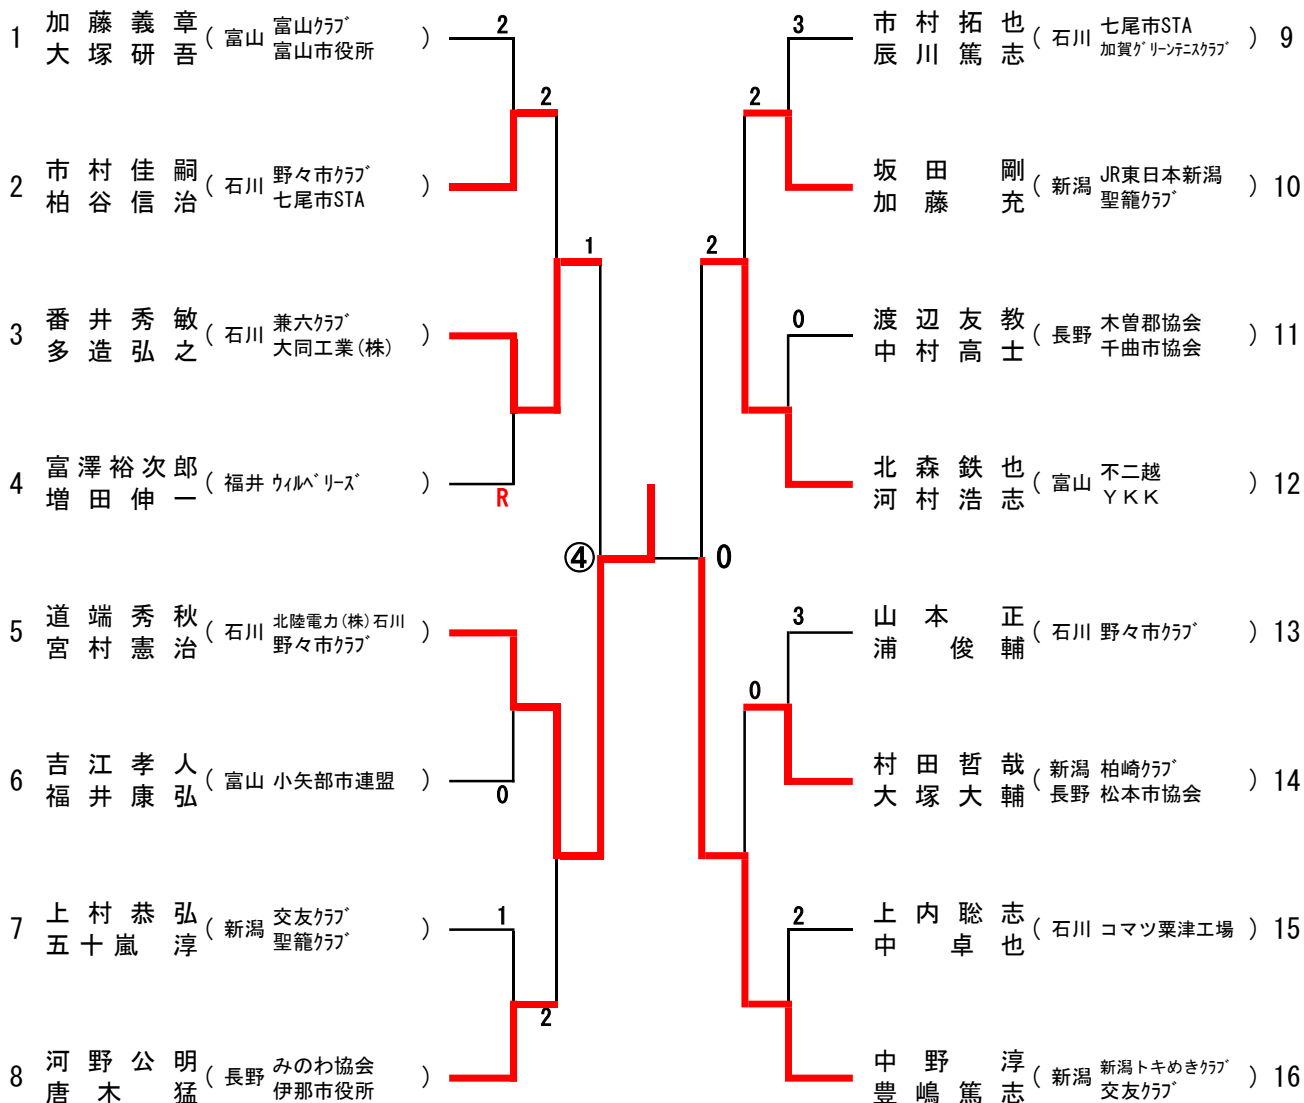 1 加藤義章 大塚研吾 ( 富山 富山ｸﾗﾌﾞ 富山市役所 ) 2
2 市村佳嗣 柏谷信治 ( 石川 野々市ｸﾗﾌﾞ 七尾市STA )
2
3 番井秀敏 多造弘之 ( 石川 兼六ｸﾗﾌﾞ 大同工業(株) )
1
4 富澤裕次郎 増田伸一 ( 福井 ｳｨﾙﾍﾞﾘｰｽﾞ ) R
④ 0
5 道端秀秋 宮村憲治 ( 石川 北陸電力(株)石川 野々市ｸﾗﾌﾞ )
6 吉江孝人 福井康弘 ( 富山 小矢部市連盟 ) 0
7 上村恭弘 五十嵐淳 ( 新潟 交友ｸﾗﾌﾞ 聖籠ｸﾗﾌﾞ ) 1
2
8 河野公明 唐木猛 ( 長野 みのわ協会 伊那市役所 )
3 市村拓也 辰川篤志 ( 石川 七尾市STA 加賀ｸﾞﾘｰﾝﾃﾆｽｸﾗﾌﾞ ) 9
2
坂田剛 加藤充 ( 新潟 JR東日本新潟 聖籠ｸﾗﾌﾞ ) 10
2
0 渡辺友教 中村高士 ( 長野 木曽郡協会 千曲市協会 ) 11
北森鉄也 河村浩志 ( 富山 不二越 ＹＫＫ ) 12
3 山本正 浦俊輔 ( 石川 野々市ｸﾗﾌﾞ ) 13
0
村田哲哉 大塚大輔 ( 新潟 柏崎ｸﾗﾌﾞ 長野 松本市協会 ) 14
2 上内聡志 中卓也 ( 石川 コマツ粟津工場 ) 15
中野淳 豊嶋篤志 ( 新潟 新潟トキめきｸﾗﾌﾞ 交友ｸﾗﾌﾞ ) 16